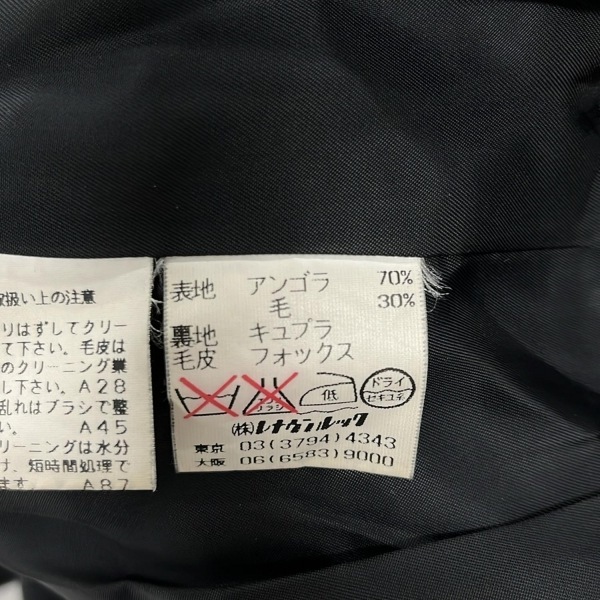 取扱い上の注意
りはずしてクリー
て下さい。毛皮は
のクリーニング業
し下さい。A28
乱れはブラシで整
A45
リーニングは水分
け、短時間処理で
ます。A87
表地 アンゴラ 70%
毛 30%
裏地 キュプラ
毛皮 フォックス
低
ドライ
セキユ系
(株)レナウンルック
東京 03(3794)4343
大阪 06(6583)9000